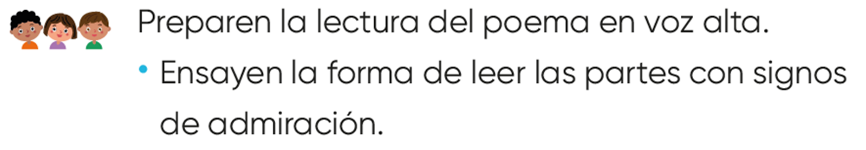 Preparen la lectura del poema en voz alta.
• Ensayen la forma de leer las partes con signos
de admiración.